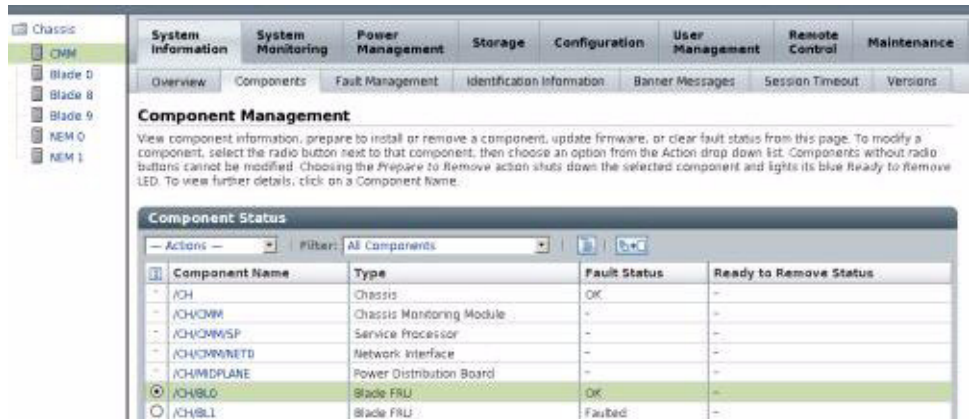 Chassis
CMM
Blade 0
Blade 8
Blade 9
NEM 0
NEM 1
System Information
System Monitoring
Power Management
Storage
Configuration
User Management
Remote Control
Maintenance
Overview
Components
Fault Management
Identification Information
Banner Messages
Session Timeout
Versions
Component Management
View component information, prepare to install or remove a component, update firmware, or clear fault status from this page. To modify a
component, select the radio button next to that component, then choose an option from the Action drop down list. Components without radio
buttons cannot be modified. Choosing the Prepare to Remove action shuts down the selected component and lights its blue Ready to Remove
LED. To view further details, click on a Component Name.
Component Status
— Actions —
Filter: All Components
Component Name Type Fault Status Ready to Remove Status
- /CH Chassis OK -
- /CH/CMM Chassis Monitoring Module - -
- /CH/CMM/SP Service Processor - -
- /CH/CMM/NET0 Network Interface - -
- /CH/MIDPLANE Power Distribution Board - -
/CH/BL0 Blade FRU OK -
/CH/BL1 Blade FRU Faulted -